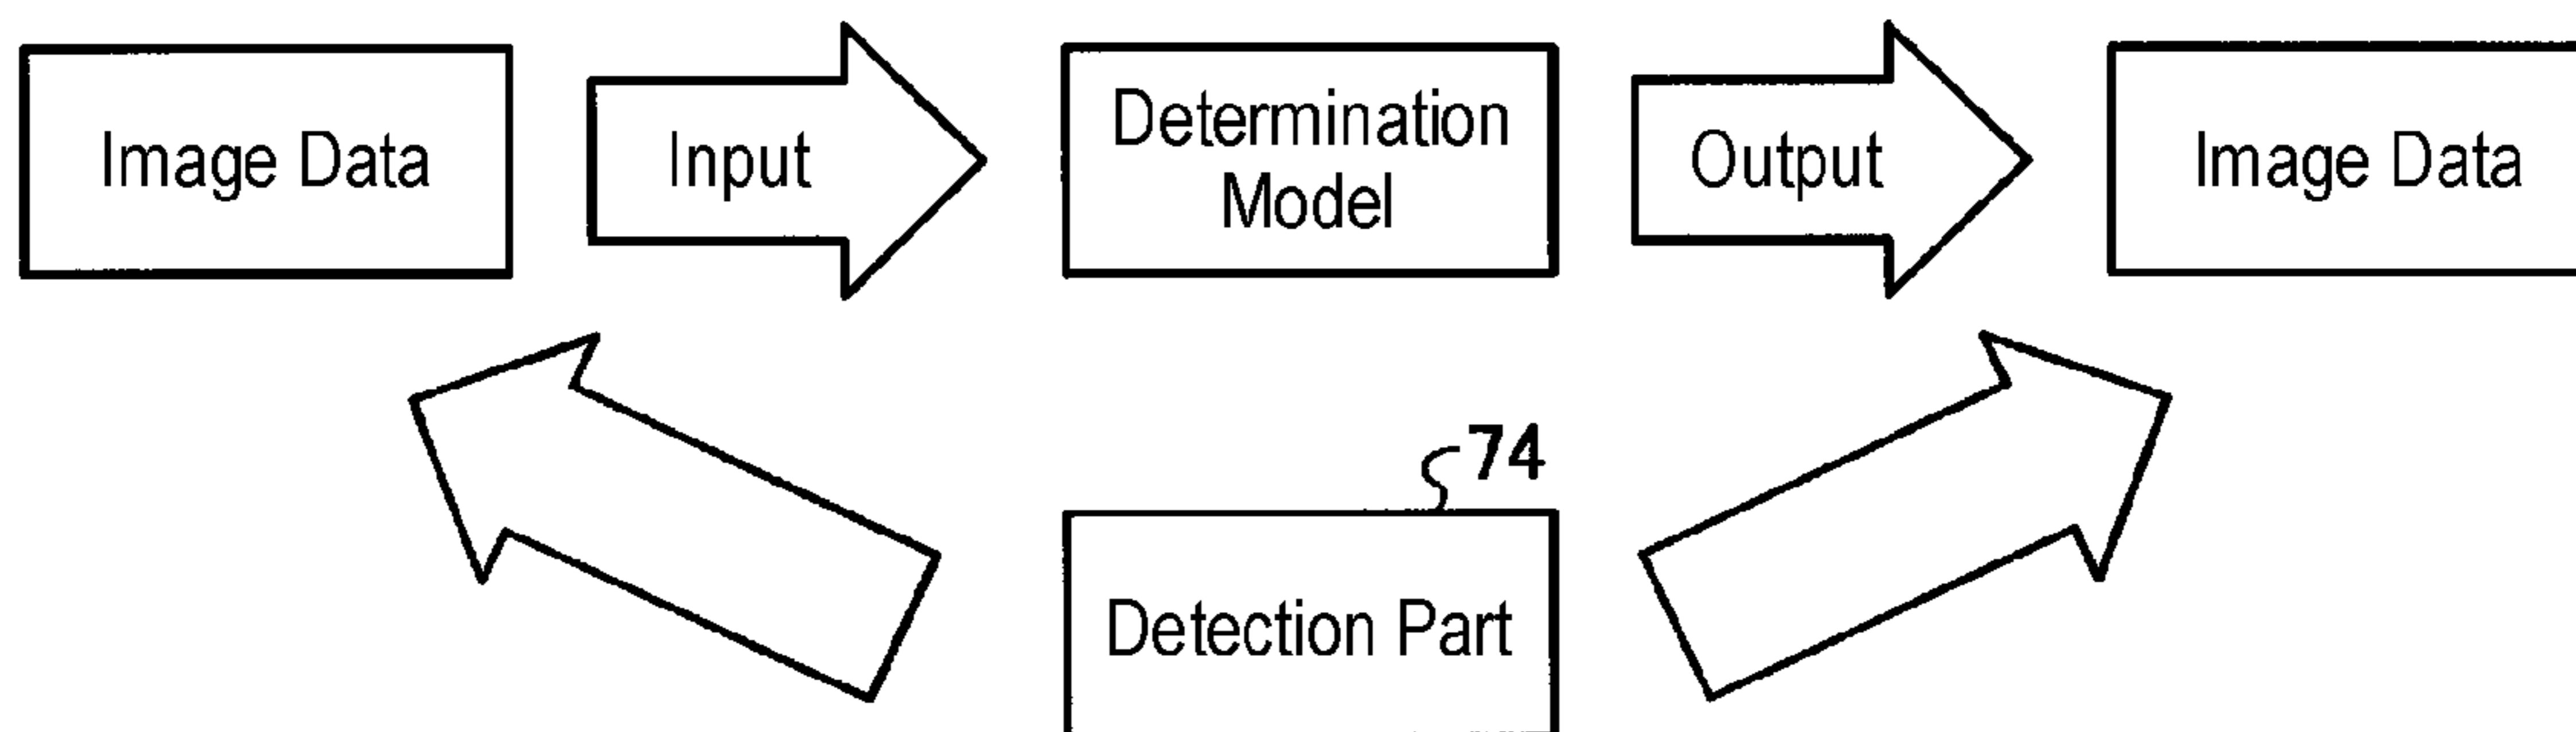 Image Data
Input
Determination
Model
Output
Image Data
74
Detection Part